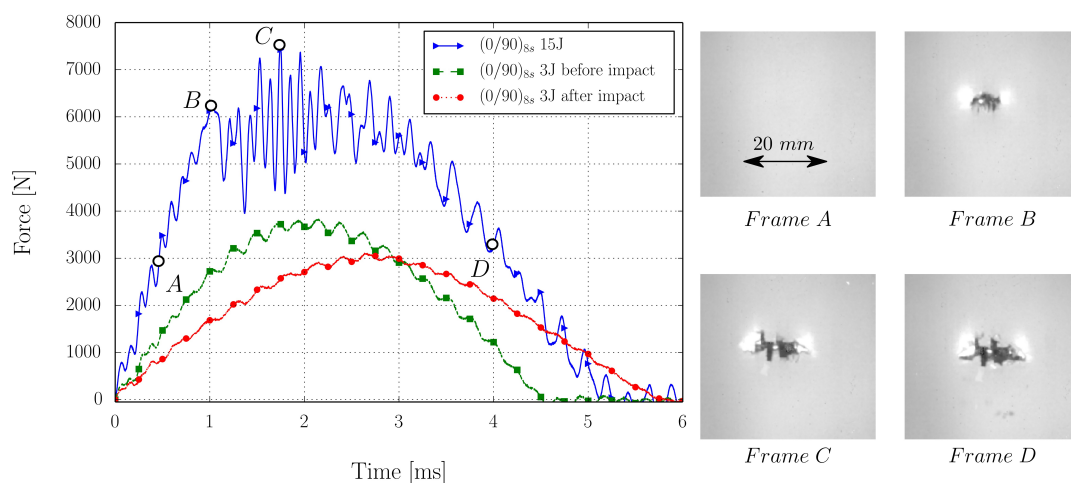 8000
7000
6000
5000
4000
3000
2000
1000
0
Force [N]
0 1 2 3 4 5 6
Time [ms]
A
B
C
D
(0/90)8s 15J
(0/90)8s 3J before impact
(0/90)8s 3J after impact
20 mm
Frame A
Frame B
Frame C
Frame D